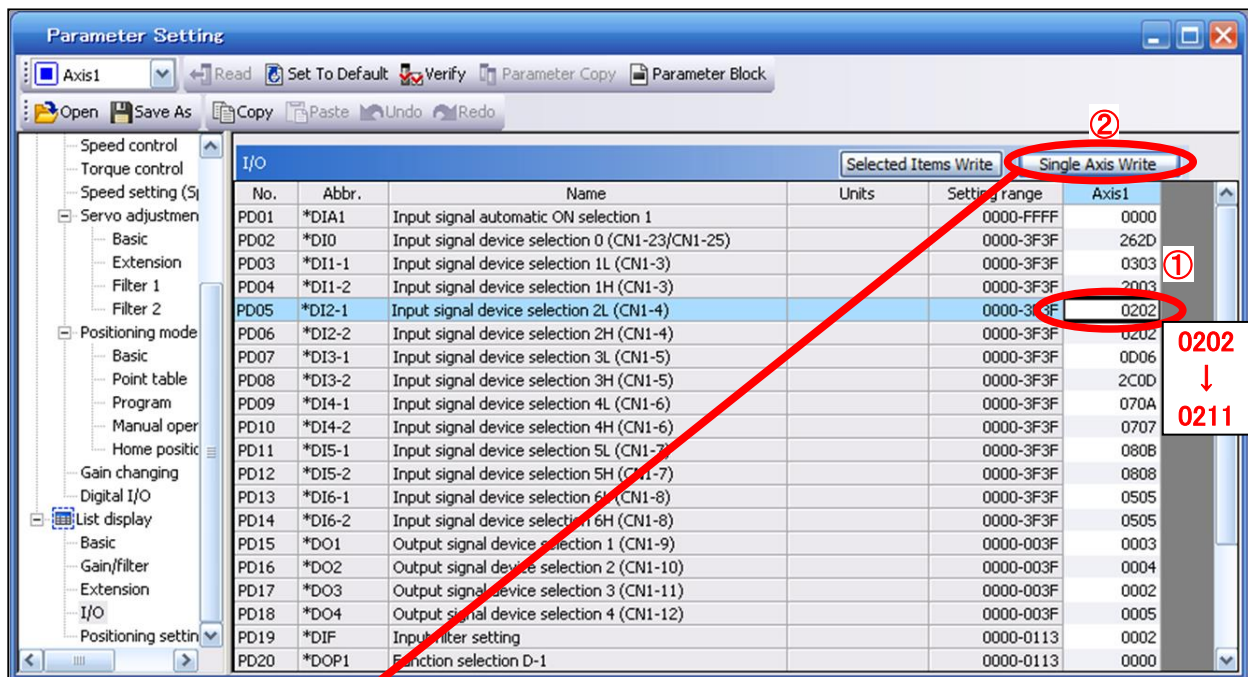 Parameter Setting
Axis1 Read Set To Default Verify Parameter Copy Parameter Block
Open Save As Copy Paste Undo Redo
②
Speed control
Torque control
Speed setting (S
Servo adjustmen
Basic
Extension
Filter 1
Filter 2
Positioning mode
Basic
Point table
Program
Manual oper
Home positic
Gain changing
Digital I/O
List display
Basic
Gain/filter
Extension
I/O
Positioning settin
I/O Selected Items Write Single Axis Write
No. Abbr. Name Units Setting range Axis1
PD01 *DIA1 Input signal automatic ON selection 1 0000-FFFF 0000
PD02 *DI0 Input signal device selection 0 (CN1-23/CN1-25) 0000-3F3F 262D
PD03 *DI1-1 Input signal device selection 1L (CN1-3) 0000-3F3F 0303
①
PD04 *DI1-2 Input signal device selection 1H (CN1-3) 0000-3F3F 2003
PD05 *DI2-1 Input signal device selection 2L (CN1-4) 0000-3F3F 0202
PD06 *DI2-2 Input signal device selection 2H (CN1-4) 0000-3F3F 0202
PD07 *DI3-1 Input signal device selection 3L (CN1-5) 0000-3F3F 0D06
PD08 *DI3-2 Input signal device selection 3H (CN1-5) 0000-3F3F 2C0D
PD09 *DI4-1 Input signal device selection 4L (CN1-6) 0000-3F3F 070A
PD10 *DI4-2 Input signal device selection 4H (CN1-6) 0000-3F3F 0707
PD11 *DI5-1 Input signal device selection 5L (CN1-7) 0000-3F3F 080B
PD12 *DI5-2 Input signal device selection 5H (CN1-7) 0000-3F3F 0808
PD13 *DI6-1 Input signal device selection 6L (CN1-8) 0000-3F3F 0505
PD14 *DI6-2 Input signal device selection 6H (CN1-8) 0000-3F3F 0505
PD15 *DO1 Output signal device selection 1 (CN1-9) 0000-003F 0003
PD16 *DO2 Output signal device selection 2 (CN1-10) 0000-003F 0004
PD17 *DO3 Output signal device selection 3 (CN1-11) 0000-003F 0002
PD18 *DO4 Output signal device selection 4 (CN1-12) 0000-003F 0005
PD19 *DIF Input filter setting 0000-0113 0002
PD20 *DOP1 Function selection D-1 0000-0113 0000
0202
↓
0211